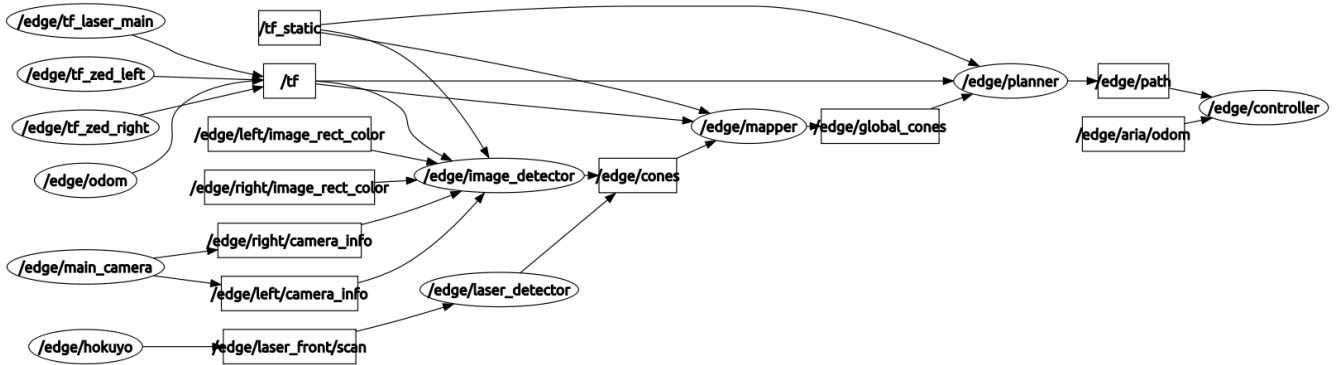 /edge/tf_laser_main
/tf_static
/edge/tf_zed_left
/tf
/edge/planner
/edge/path
/edge/controller
/edge/tf_zed_right
/edge/left/image_rect_color
/edge/mapper
/edge/global_cones
/edge/aria/odom
/edge/odom
/edge/right/image_rect_color
/edge/image_detector
/edge/cones
/edge/right/camera_info
/edge/main_camera
/edge/left/camera_info
/edge/laser_detector
/edge/hokuyo
/edge/laser_front/scan